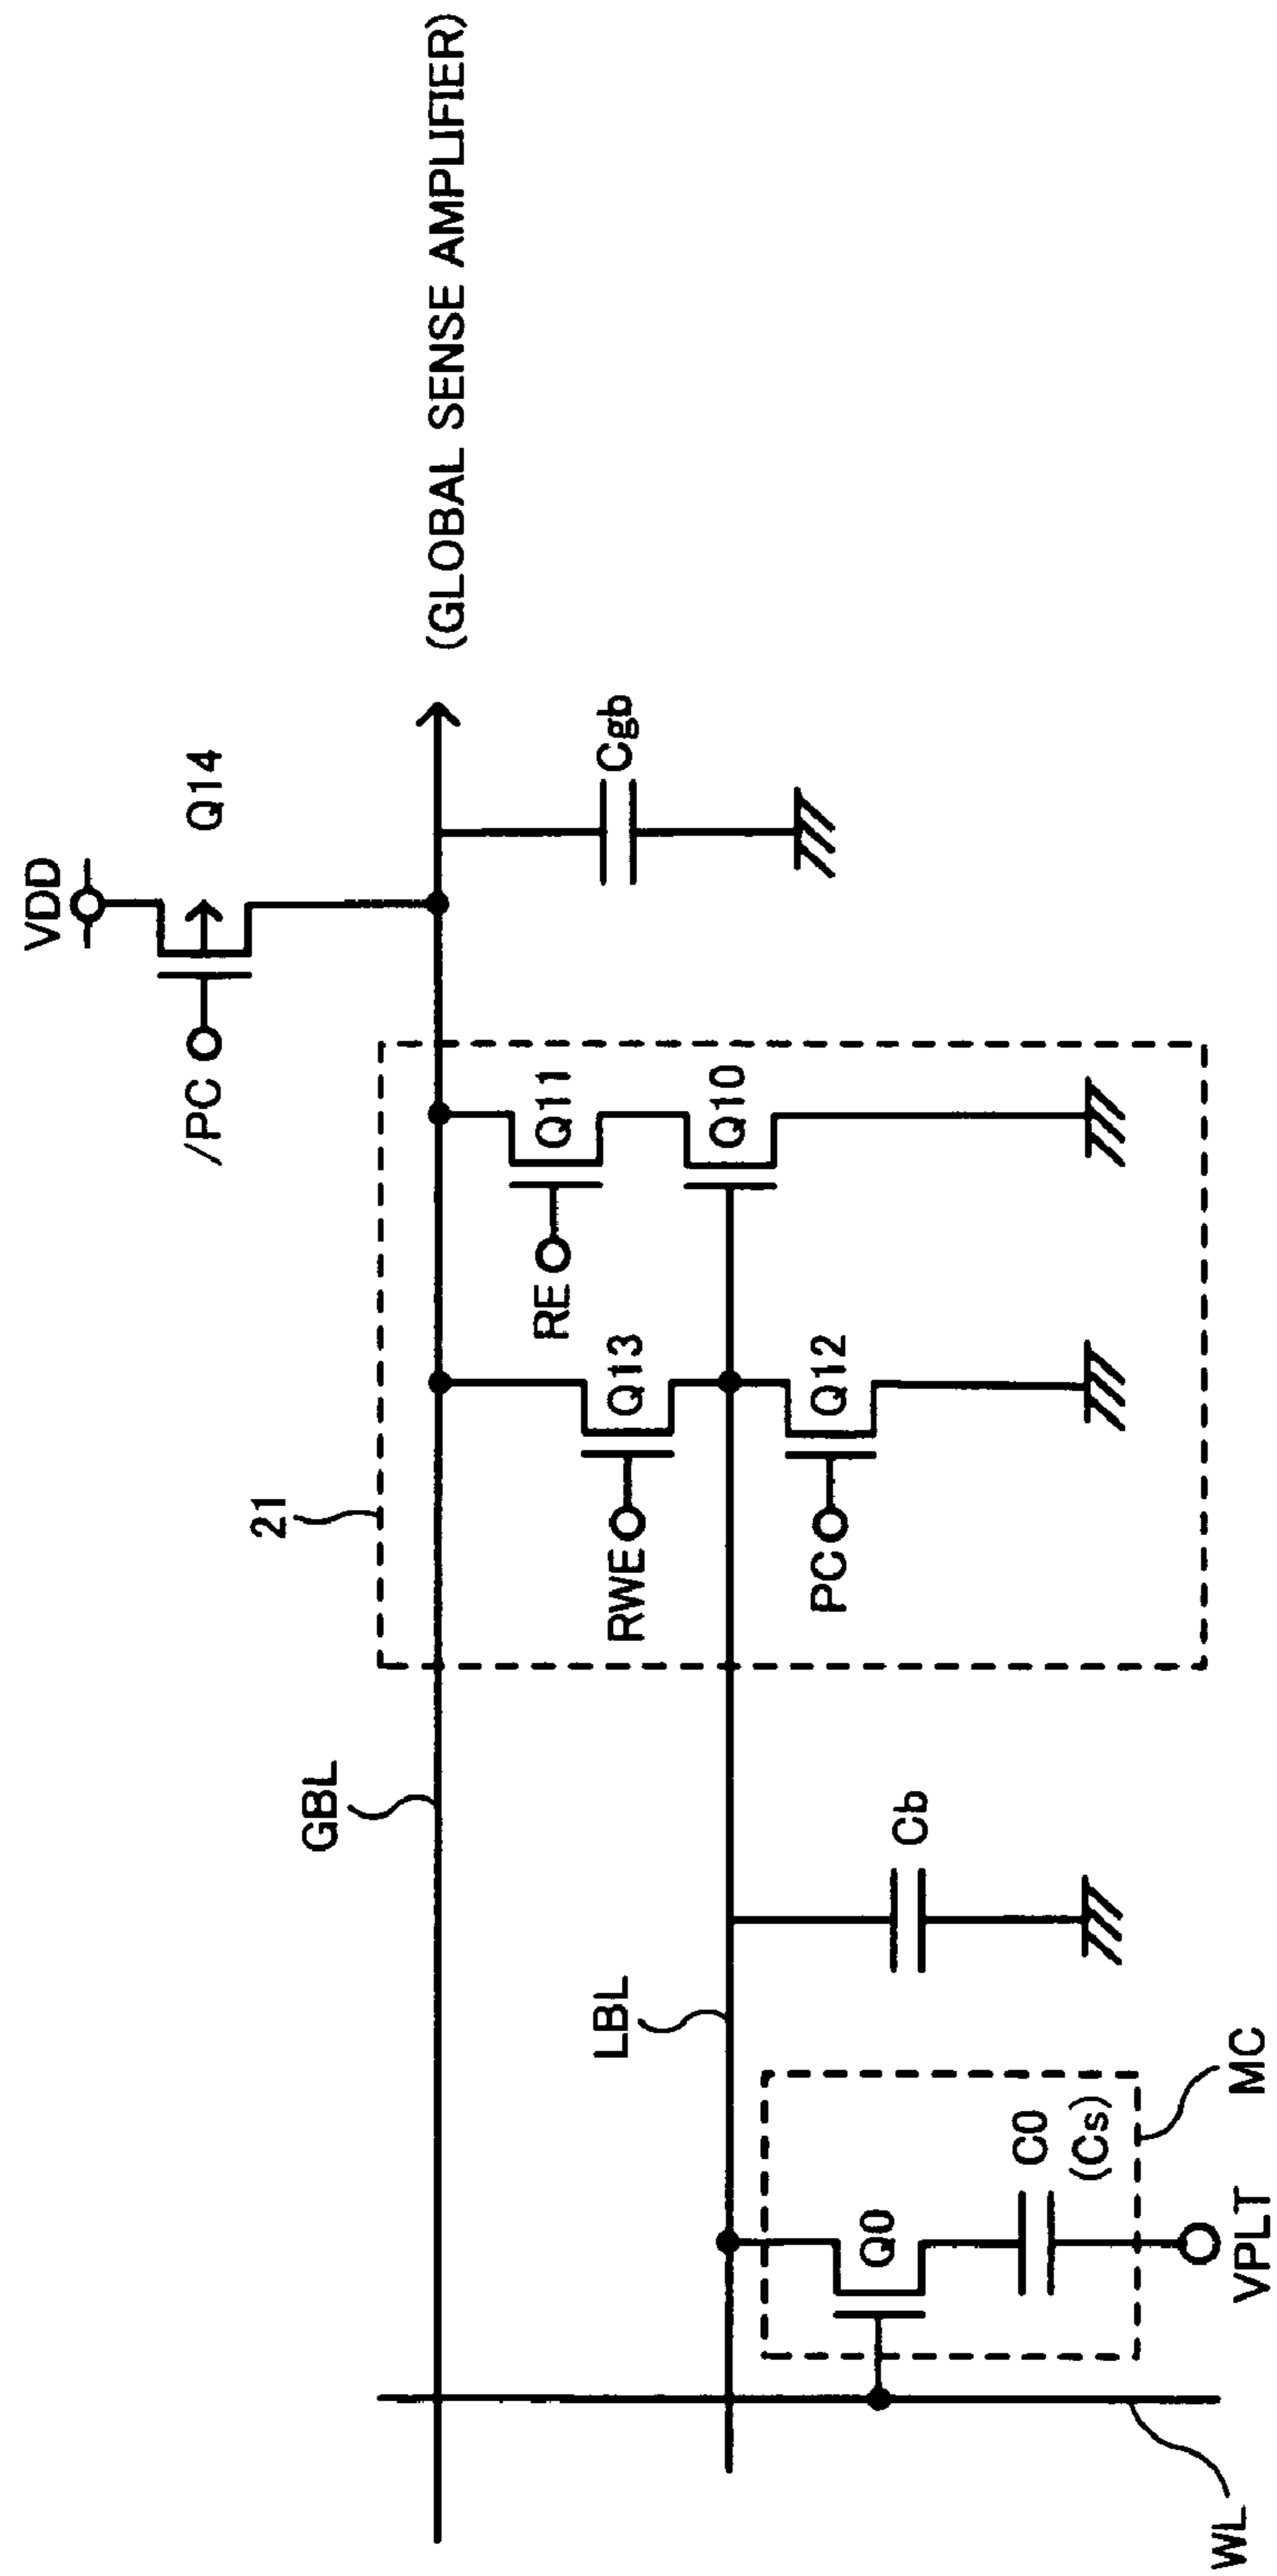 VDD
/PC
Q14
(GLOBAL SENSE AMPLIFIER)
GBL
21
RE
Q11
Cgb
RWE
Q13
Q10
LBL
PC
Q12
Cb
Q0
C0
(Cs)
MC
VPLT
WL